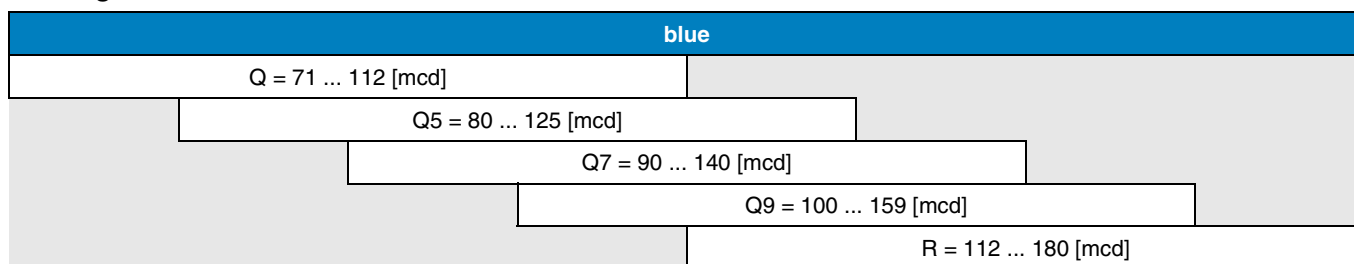 blue
Q = 71 ... 112 [mcd]
Q5 = 80 ... 125 [mcd]
Q7 = 90 ... 140 [mcd]
Q9 = 100 ... 159 [mcd]
R = 112 ... 180 [mcd]